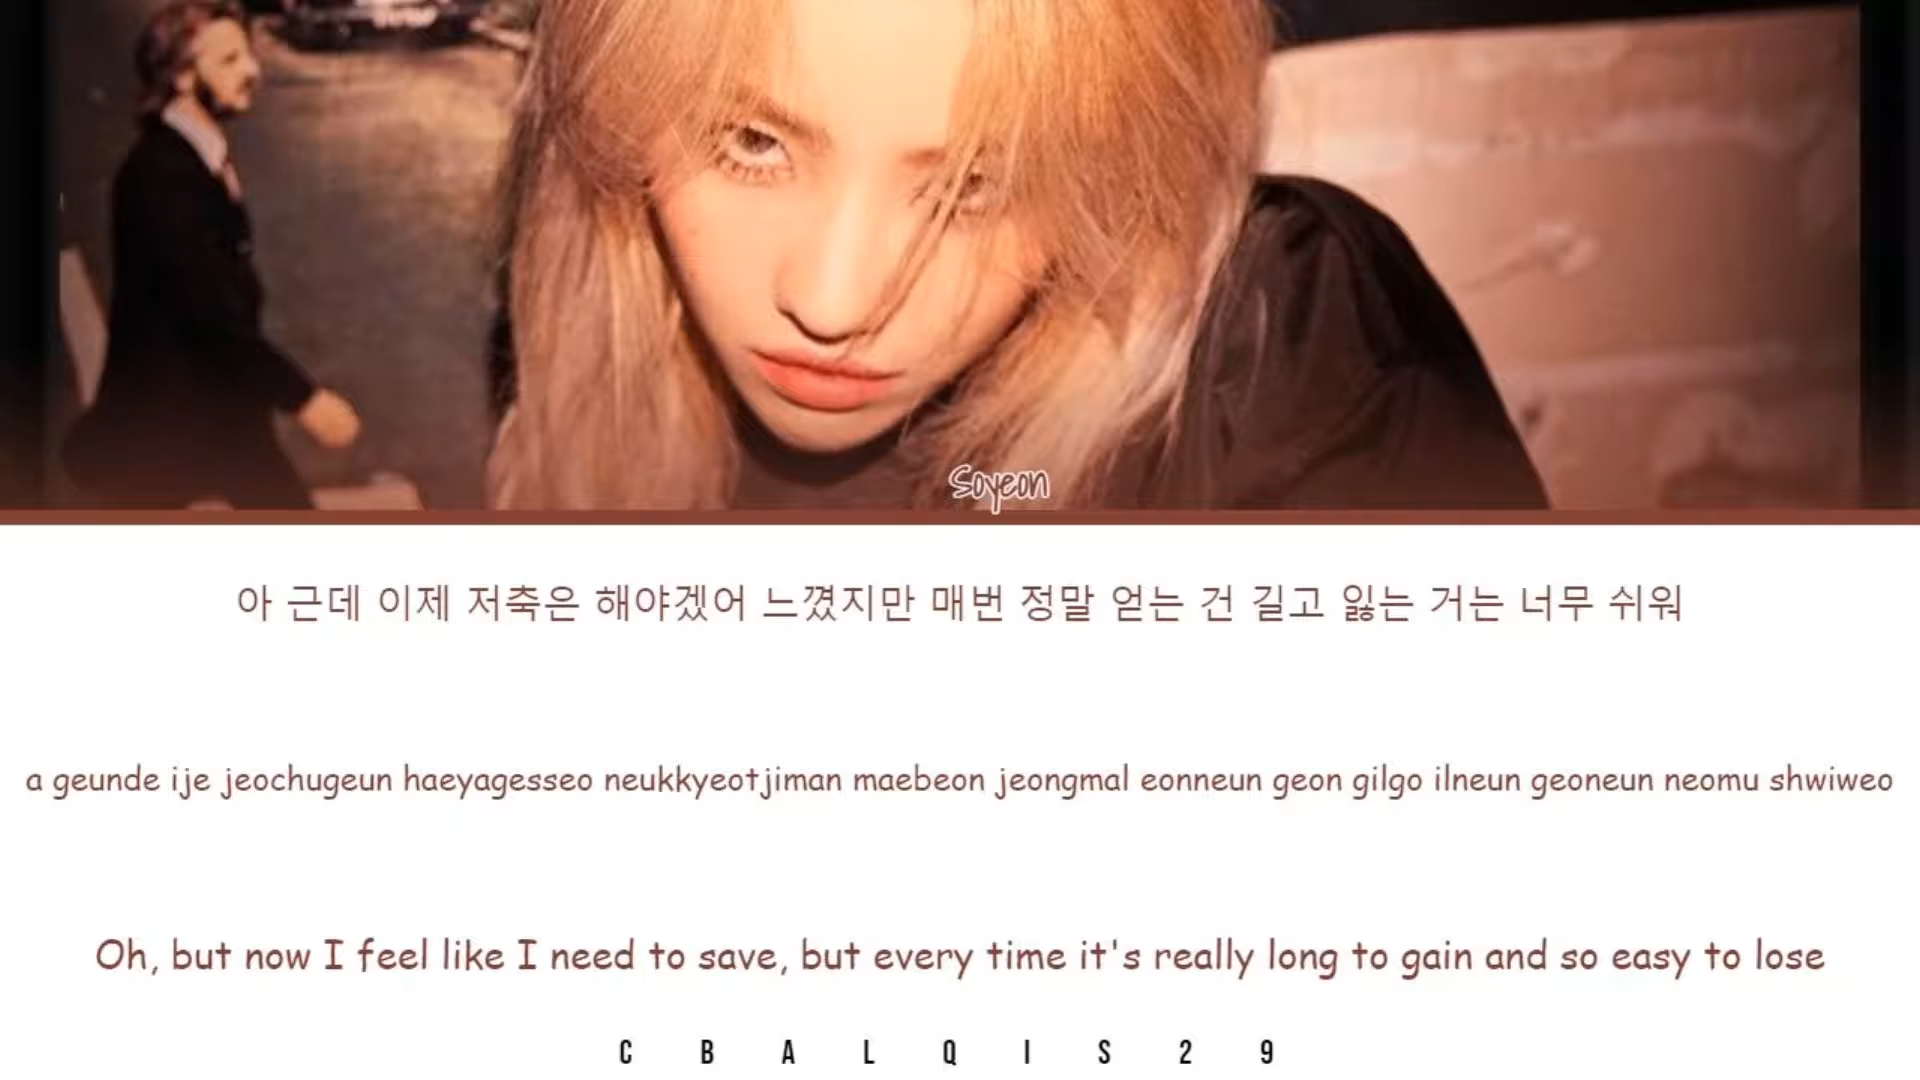 Soyeon
아 근데 이제 저축은 해야겠어 느꼈지만 매번 정말 얻는 건 길고 잃는 거는 너무 쉬워
a geunde ije jeochugeun haeyagesseo neukkyeotjiman maebeon jeongmal eonneun geon gilgo ilneun geoneun neomu shwiweo
Oh, but now I feel like I need to save, but every time it's really long to gain and so easy to lose
CBALQIS29